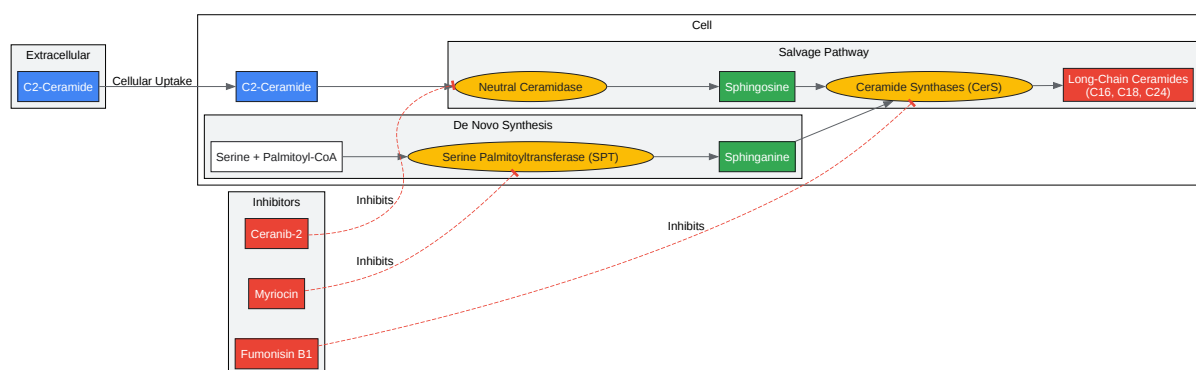 Cell
Extracellular
Salvage Pathway
C2-Ceramide
Cellular Uptake
C2-Ceramide
Neutral Ceramidase
Sphingosine
Ceramide Synthases (CerS)
Long-Chain Ceramides
(C16, C18, C24)
De Novo Synthesis
Serine + Palmitoyl-CoA
Serine Palmitoyltransferase (SPT)
Sphinganine
Inhibitors
Inhibits
Ceranib-2
Inhibits
Inhibits
Myriocin
Fumonisin B1